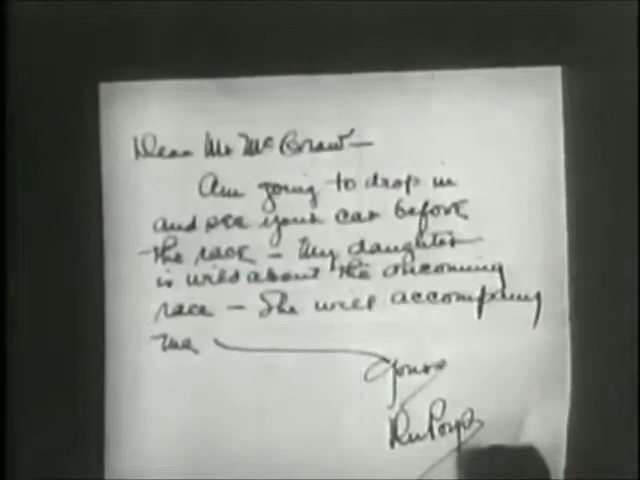 Dear Mr McGraw—
Am going to drop in
and see your car before
the race – My daughter
is wild about the oncoming
race – She will accompany
me
Yours